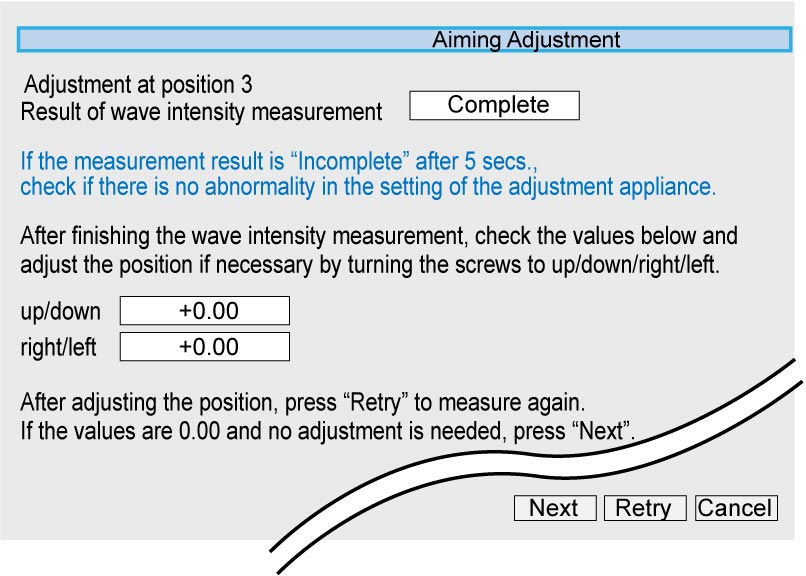 Aiming Adjustment
Adjustment at position 3
Result of wave intensity measurement Complete
If the measurement result is “Incomplete” after 5 secs.,
check if there is no abnormality in the setting of the adjustment appliance.
After finishing the wave intensity measurement, check the values below and
adjust the position if necessary by turning the screws to up/down/right/left.
up/down +0.00
right/left +0.00
After adjusting the position, press “Retry” to measure again.
If the values are 0.00 and no adjustment is needed, press “Next”.
Next Retry Cancel